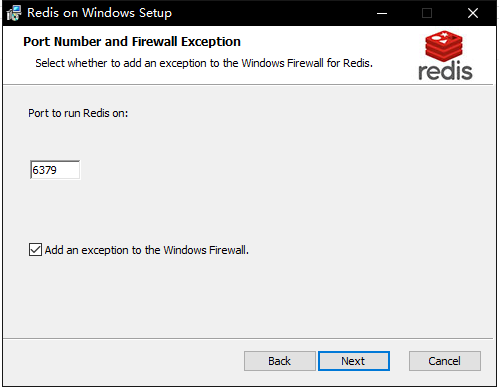 Redis on Windows Setup
Port Number and Firewall Exception
Select whether to add an exception to the Windows Firewall for Redis.
redis
Port to run Redis on:
6379
Add an exception to the Windows Firewall.
Back
Next
Cancel